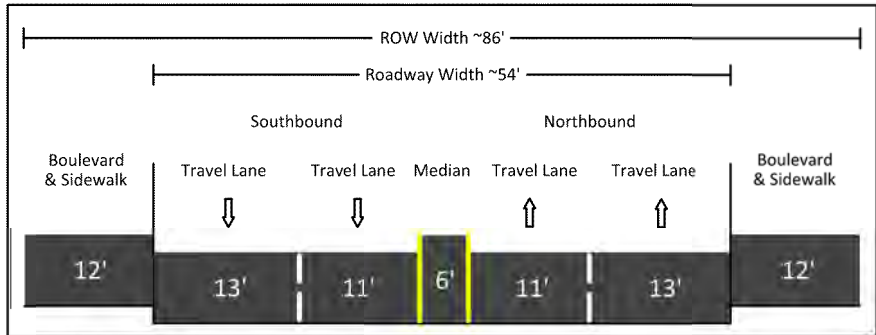 ROW Width ~86'
Roadway Width ~54'
Southbound
Northbound
Boulevard
& Sidewalk
Travel Lane
Travel Lane
Median
Travel Lane
Travel Lane
Boulevard
& Sidewalk
12'
13'
11'
6'
11'
13'
12'